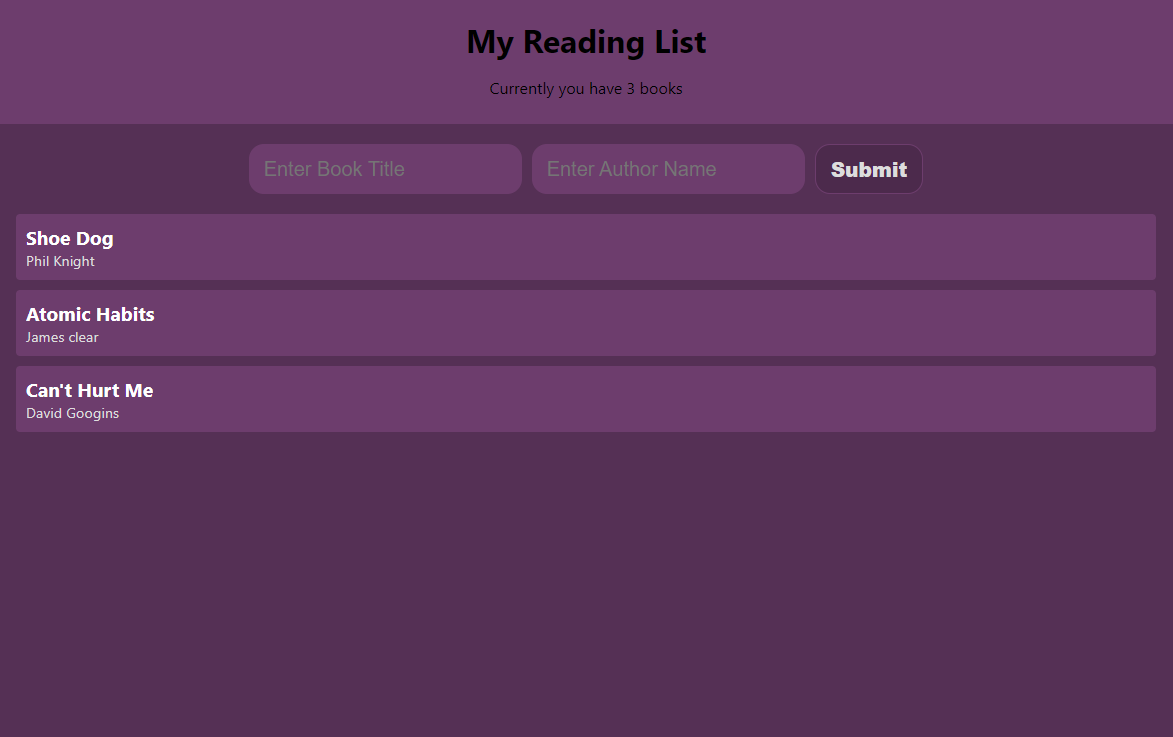 My Reading List
Currently you have 3 books
Enter Book Title
Enter Author Name
Submit
Shoe Dog
Phil Knight
Atomic Habits
James clear
Can't Hurt Me
David Googins